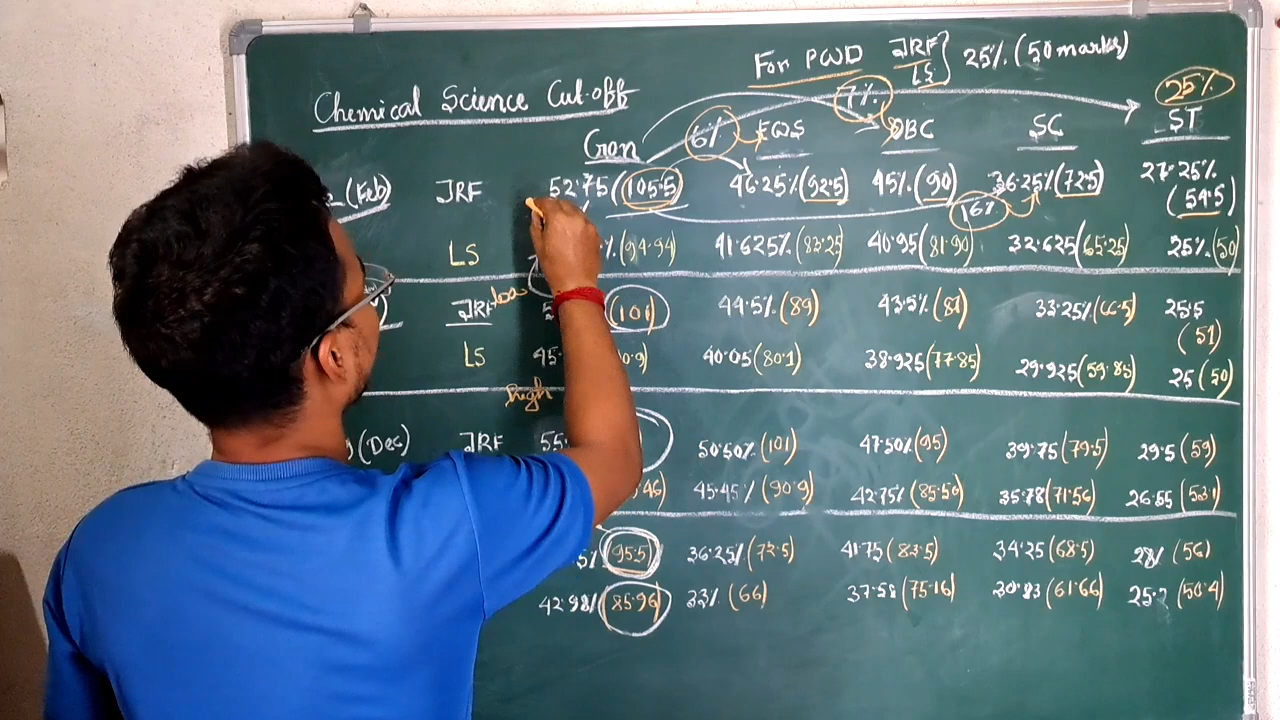 For PWD JRF LS} 25% (50 marks)
Chemical Science Cut-off 7% 25%
Gen 6% EWS OBC SC ST
(Feb) JRF 52.75 (105.5) 46.25% (92.5) 45% (90) 36.25% (72.5) 27.25% (54.5)
16%
LS % (94.94) 41.625% (83.25) 40.95 (81.90) 32.625 (65.25) 25% (50)
JRF low (101) 44.5% (89) 43.5% (87) 33.25% (66.5) 25.5 (51)
LS 45. 0.9) 40.05 (80.1) 38.925 (77.85) 29.925 (59.85) 25 (50)
high
(Dec) JRF 55. 50.50% (101) 47.50% (95) 39.75 (79.5) 29.5 (59)
45.45% (90.9) 42.75% (85.50) 35.78 (71.56) 26.55 (53.1)
5% (95.5) 36.25% (72.5) 41.75 (83.5) 34.25 (68.5) 28% (56)
42.98% (85.96) 33% (66) 37.58 (75.16) 30.83 (61.66) 25.2 (50.4)